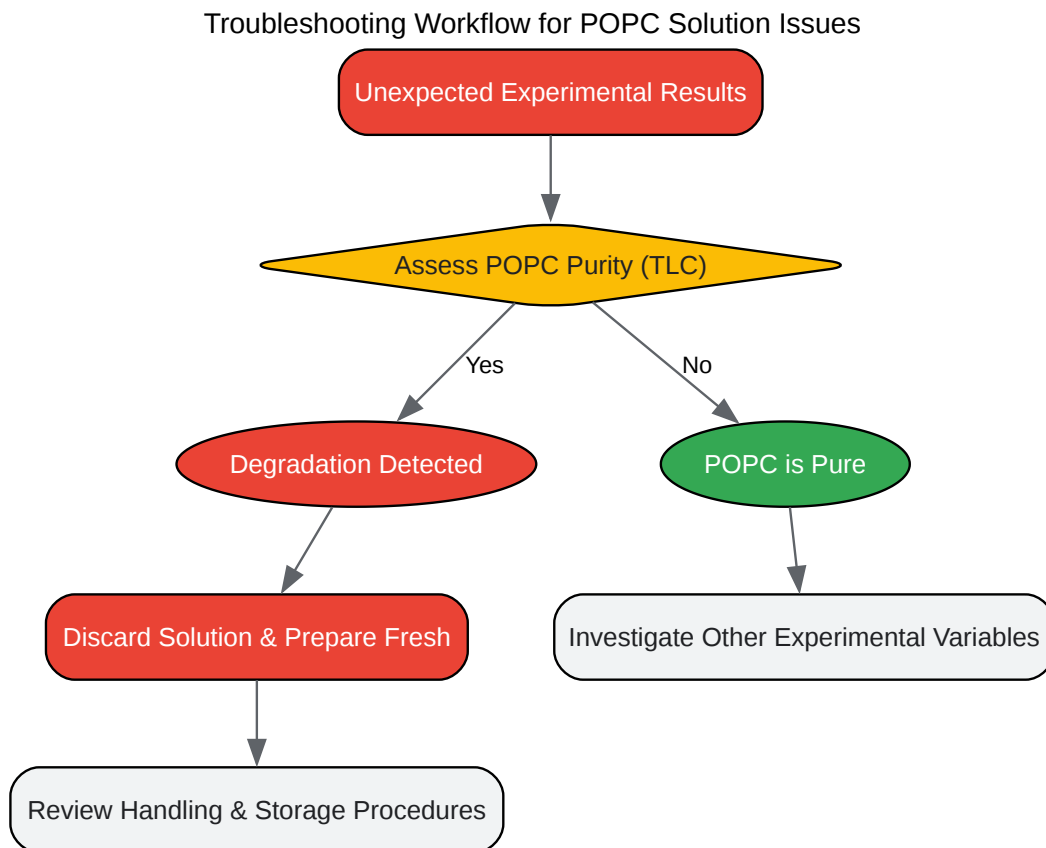 Troubleshooting Workflow for POPC Solution Issues
Unexpected Experimental Results
Assess POPC Purity (TLC)
Yes
No
Degradation Detected
POPC is Pure
Discard Solution & Prepare Fresh
Investigate Other Experimental Variables
Review Handling & Storage Procedures